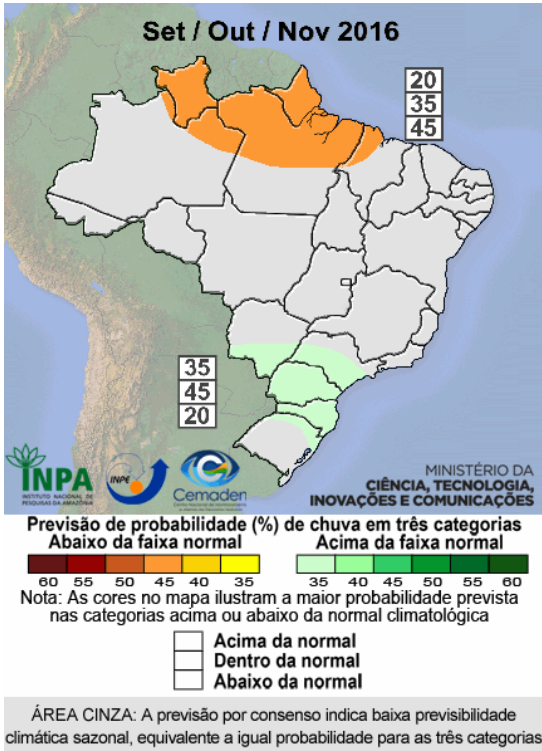 Set / Out / Nov 2016
20
35
45
35
45
20
INPA
INSTITUTO NACIONAL DE
PESQUISAS DA AMAZÔNIA
INPE
Cemaden
MINISTÉRIO DA
CIÊNCIA, TECNOLOGIA,
INOVAÇÕES E COMUNICAÇÕES
Previsão de probabilidade (%) de chuva em três categorias
Abaixo da faixa normal
Acima da faixa normal
60 55 50 45 40 35
35 40 45 50 55 60
Nota: As cores no mapa ilustram a maior probabilidade prevista
nas categorias acima ou abaixo da normal climatológica
Acima da normal
Dentro da normal
Abaixo da normal
ÁREA CINZA: A previsão por consenso indica baixa previsibilidade
climática sazonal, equivalente a igual probabilidade para as três categorias